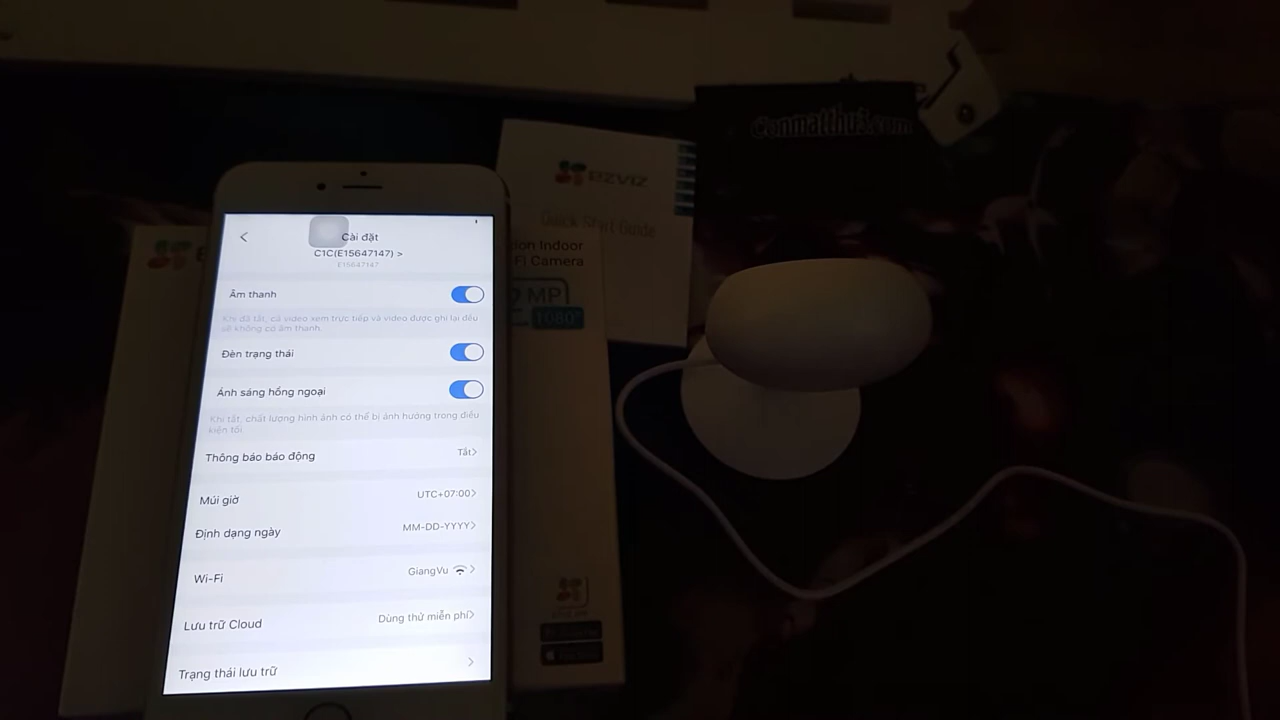 Cài đặt
C1C(E15647147) >
E15647147
Âm thanh
Khi đã tắt, cả video xem trực tiếp và video được ghi lại đều
sẽ không có âm thanh.
Đèn trạng thái
Ánh sáng hồng ngoại
Khi tắt, chất lượng hình ảnh có thể bị ảnh hưởng trong điều
kiện tối.
Thông báo báo động Tắt>
Múi giờ UTC+07:00>
Định dạng ngày MM-DD-YYYY>
Wi-Fi GiangVu >
Lưu trữ Cloud Dùng thử miễn phí>
Trạng thái lưu trữ >
EZVIZ
Quick Start Guide
Indoor
Camera
MP
1080P